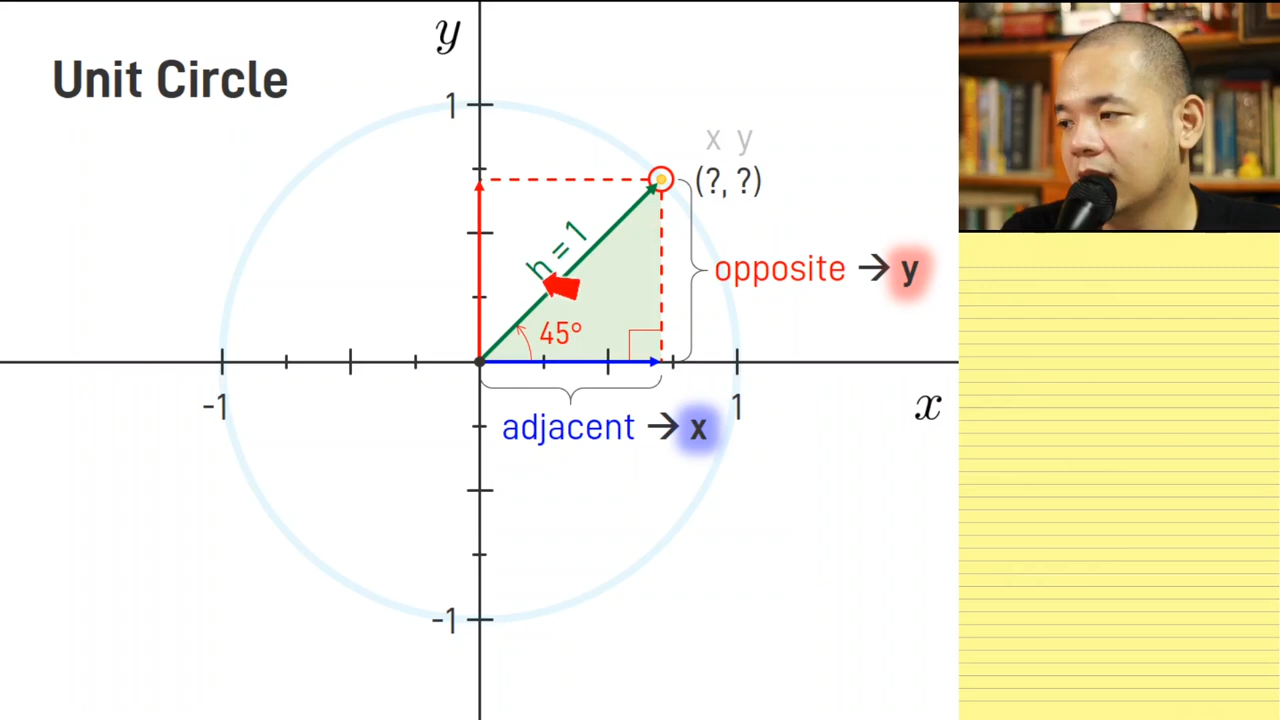 y
Unit Circle
1
x y
(?, ?)
h = 1
opposite → y
45°
-1
1
x
adjacent → x
-1